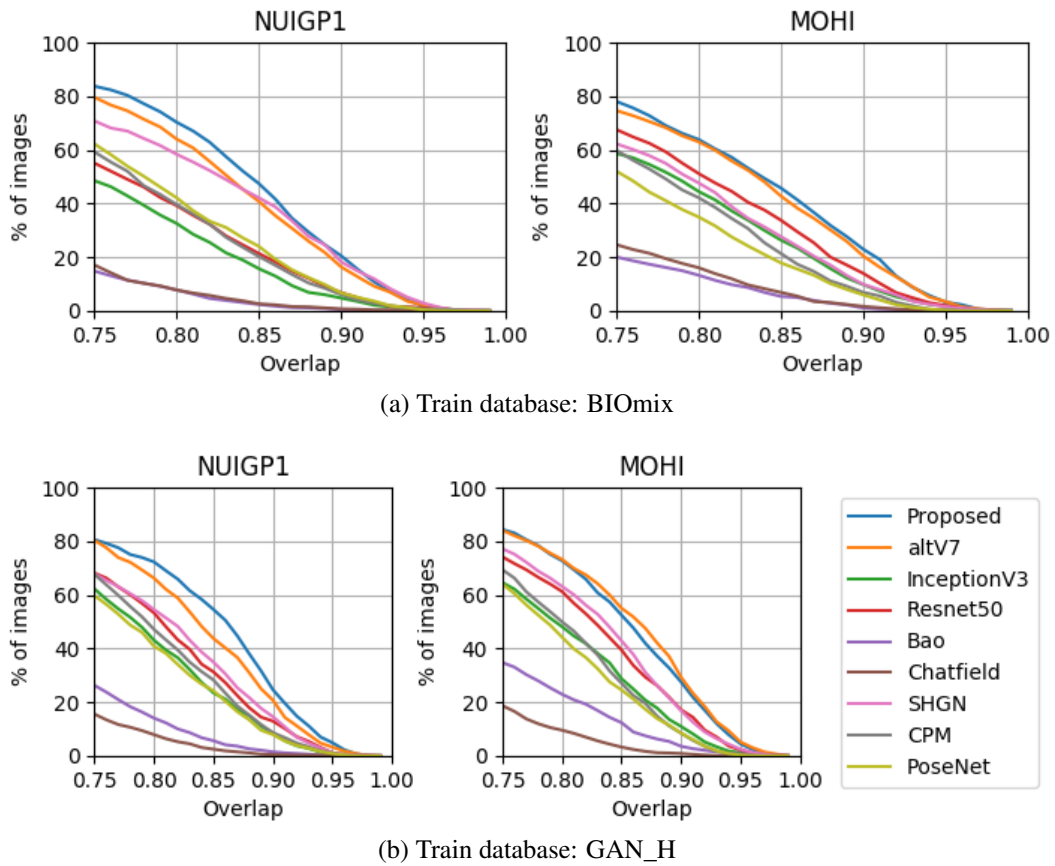 NUIGP1
MOHI
100
80
60
40
20
0
% of images
0.75 0.80 0.85 0.90 0.95 1.00
Overlap
100
80
60
40
20
0
% of images
0.75 0.80 0.85 0.90 0.95 1.00
Overlap
(a) Train database: BIOmix
NUIGP1
MOHI
100
80
60
40
20
0
% of images
0.75 0.80 0.85 0.90 0.95 1.00
Overlap
100
80
60
40
20
0
% of images
0.75 0.80 0.85 0.90 0.95 1.00
Overlap
Proposed
altV7
InceptionV3
Resnet50
Bao
Chatfield
SHGN
CPM
PoseNet
(b) Train database: GAN_H